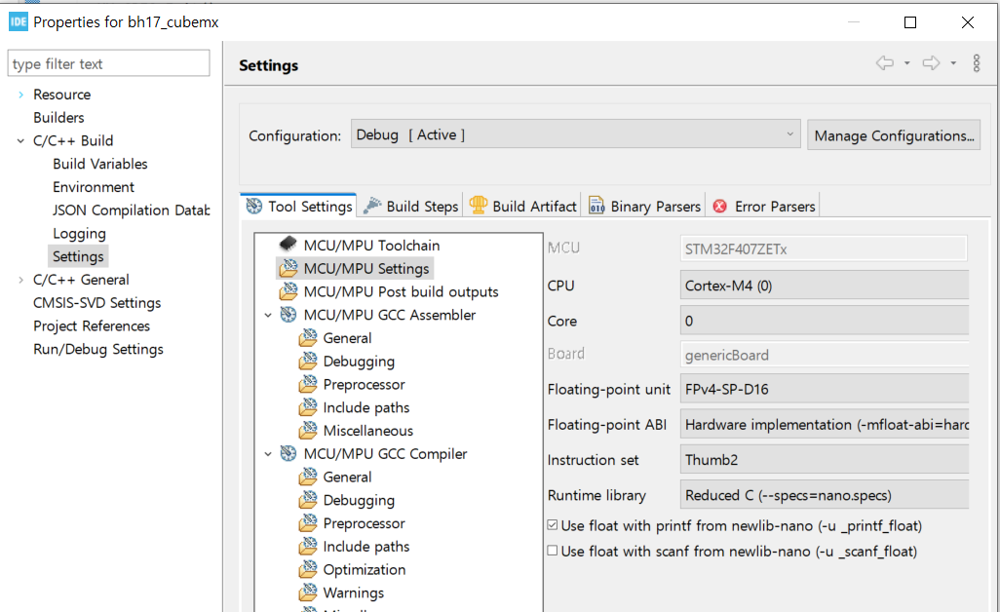 IDE Properties for bh17_cubemx
type filter text
Settings
Resource
Builders
C/C++ Build
Build Variables
Environment
JSON Compilation Datab
Logging
Settings
C/C++ General
CMSIS-SVD Settings
Project References
Run/Debug Settings
Configuration: Debug [ Active ] Manage Configurations...
Tool Settings Build Steps Build Artifact Binary Parsers Error Parsers
MCU/MPU Toolchain
MCU/MPU Settings
MCU/MPU Post build outputs
MCU/MPU GCC Assembler
General
Debugging
Preprocessor
Include paths
Miscellaneous
MCU/MPU GCC Compiler
General
Debugging
Preprocessor
Include paths
Optimization
Warnings
MCU STM32F407ZETx
CPU Cortex-M4 (0)
Core 0
Board genericBoard
Floating-point unit FPv4-SP-D16
Floating-point ABI Hardware implementation (-mfloat-abi=hard
Instruction set Thumb2
Runtime library Reduced C (--specs=nano.specs)
Use float with printf from newlib-nano (-u _printf_float)
Use float with scanf from newlib-nano (-u _scanf_float)